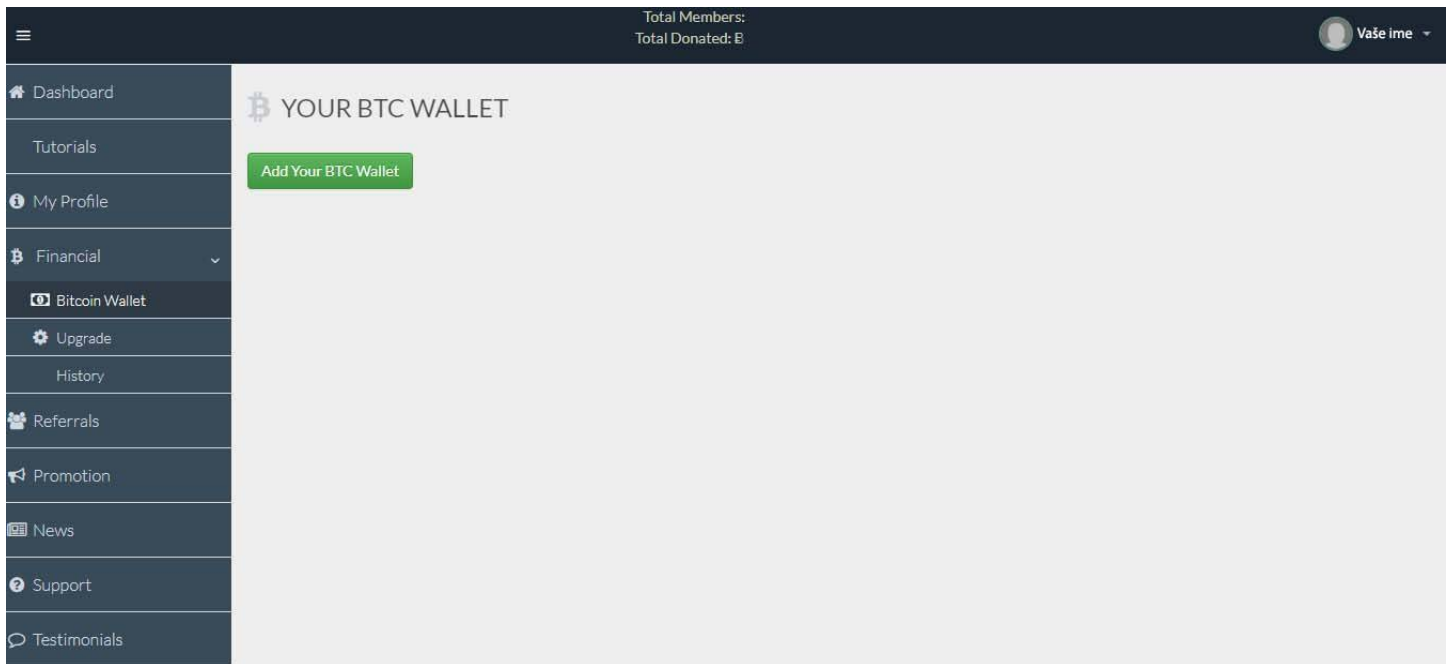 Total Members:
Total Donated: Ƀ
Vaše ime
Dashboard
Tutorials
My Profile
Financial
Bitcoin Wallet
Upgrade
History
Referrals
Promotion
News
Support
Testimonials
YOUR BTC WALLET
Add Your BTC Wallet